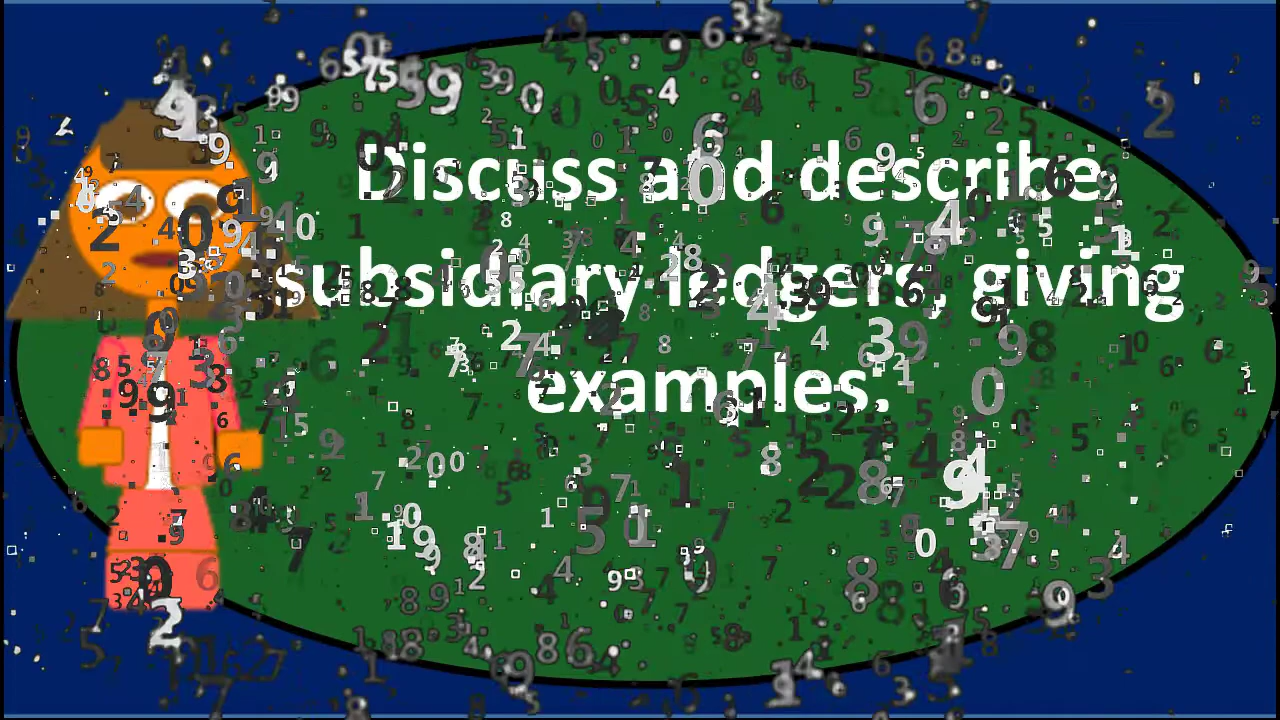 Discuss and describe
subsidiary ledgers, giving
examples.